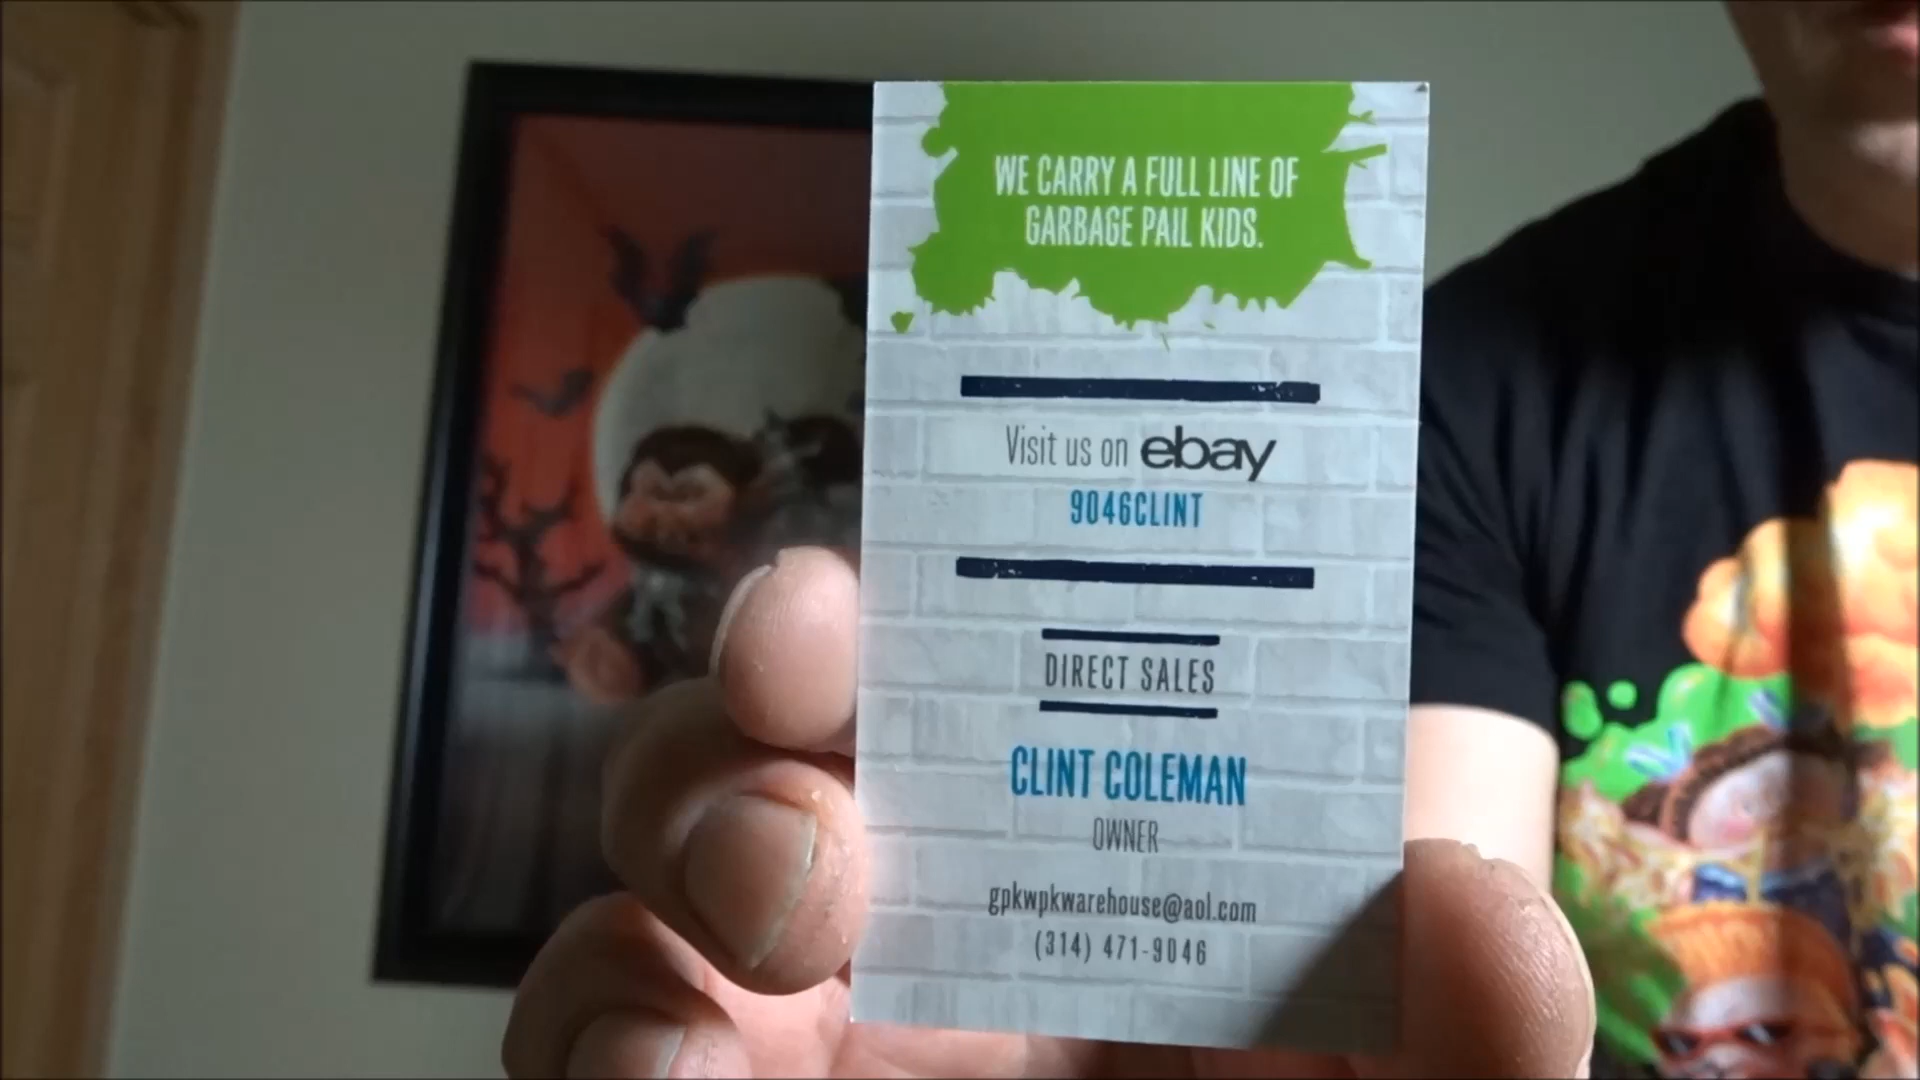 WE CARRY A FULL LINE OF
GARBAGE PAIL KIDS.
Visit us on ebay
9046CLINT
DIRECT SALES
CLINT COLEMAN
OWNER
gpkwpkwarehouse@aol.com
(314) 471-9046